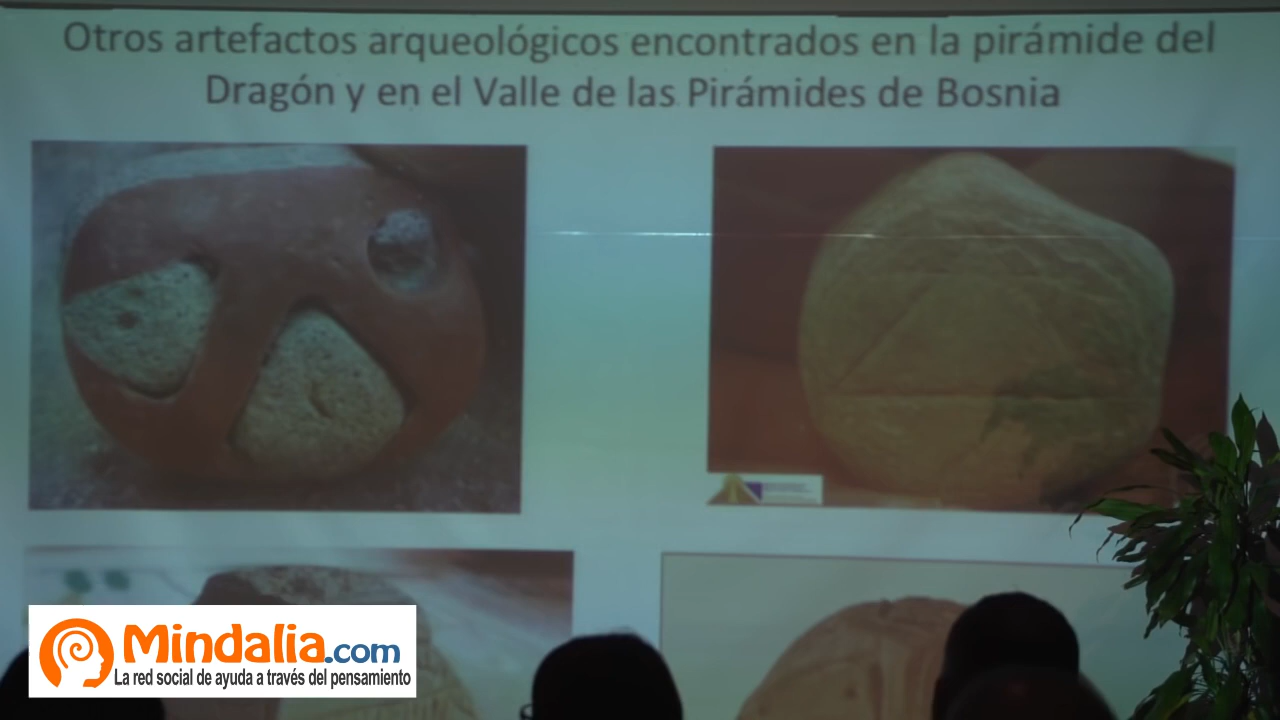 Otros artefactos arqueológicos encontrados en la pirámide del
Dragón y en el Valle de las Pirámides de Bosnia
Mindalia.com
La red social de ayuda a través del pensamiento